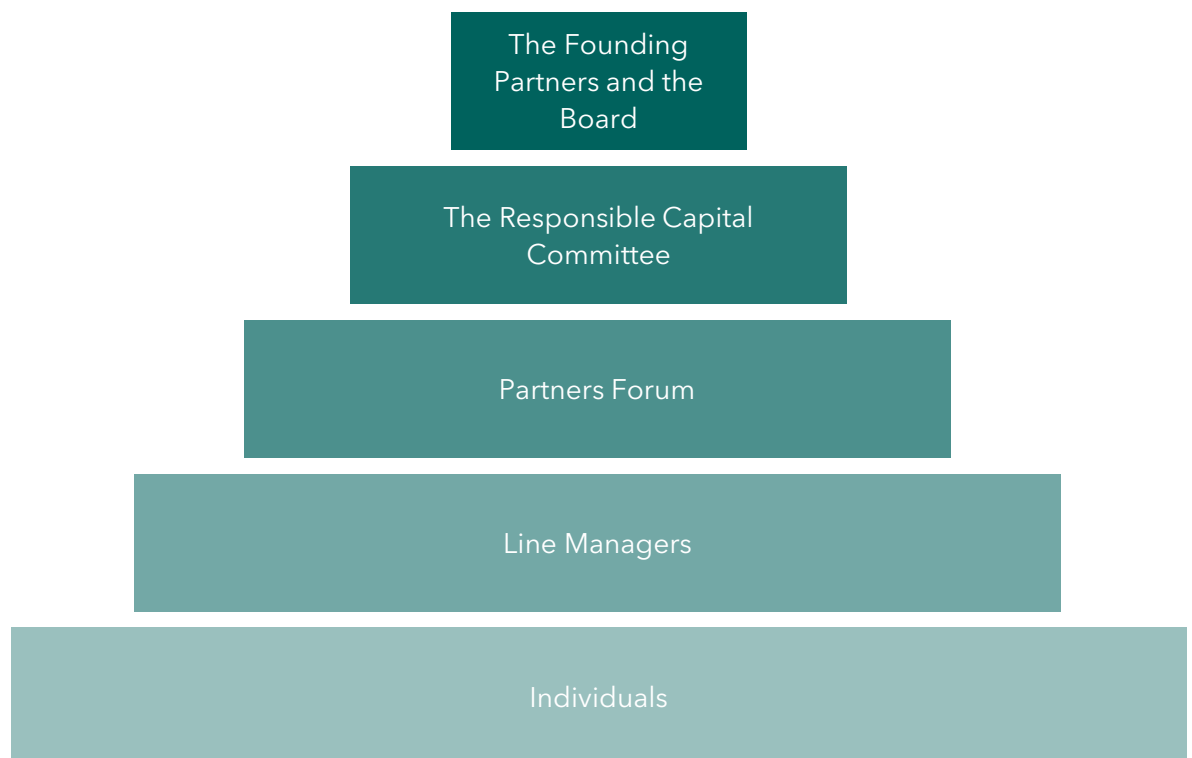 The Founding
Partners and the
Board
The Responsible Capital
Committee
Partners Forum
Line Managers
Individuals